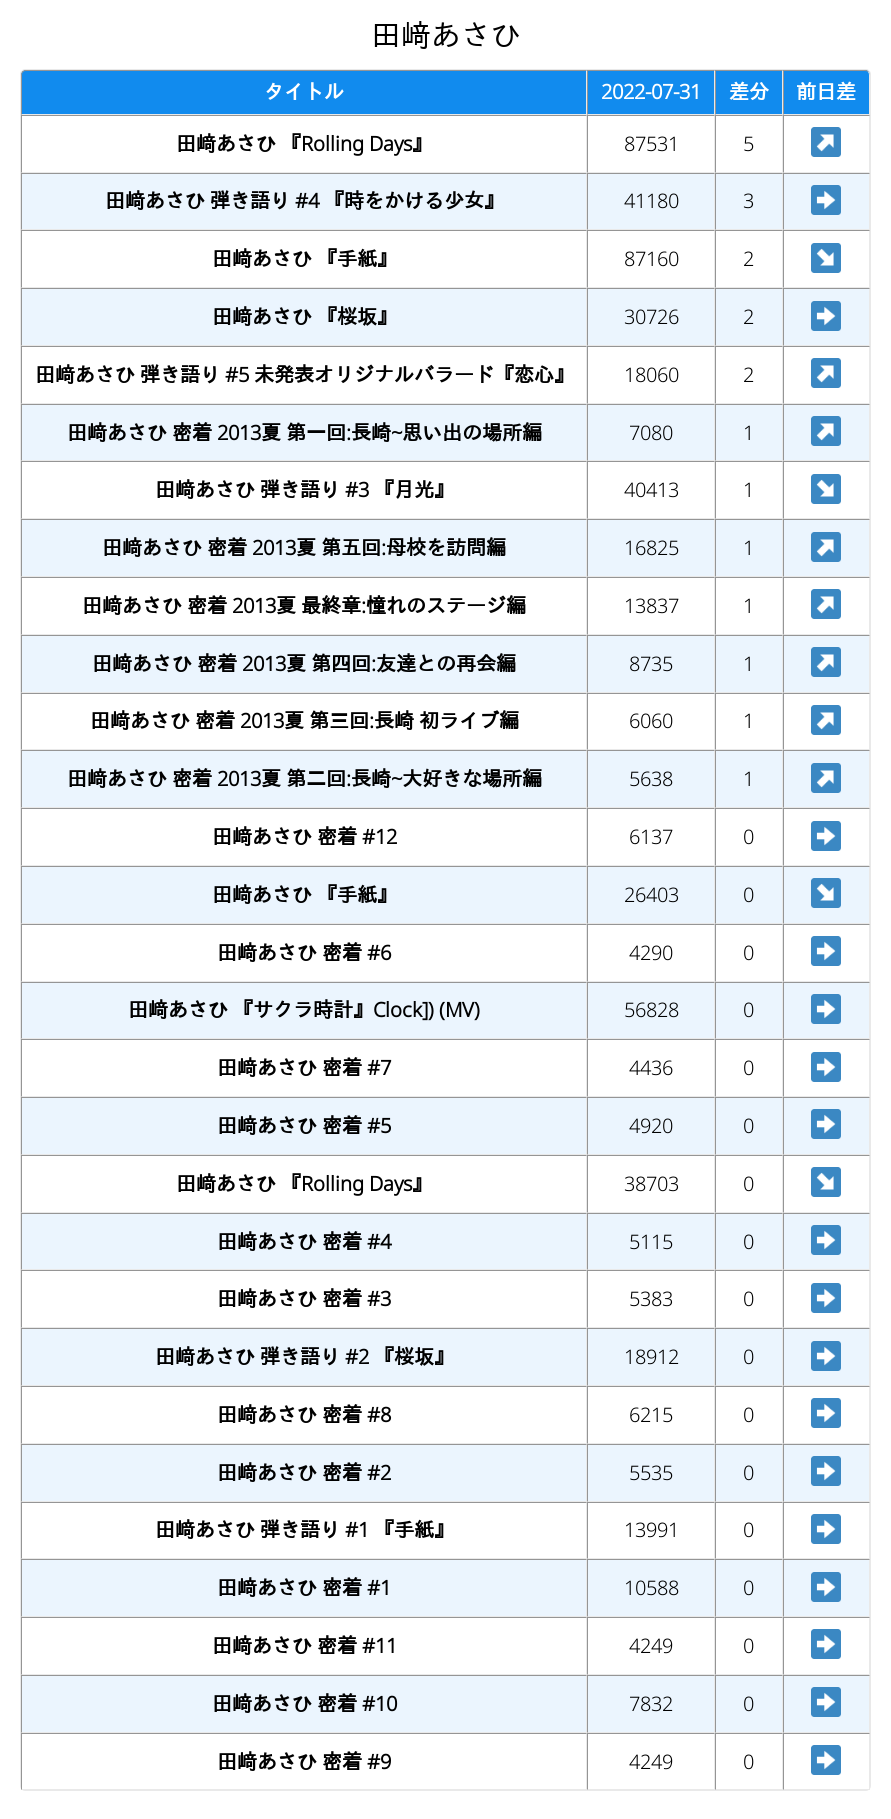 田﨑あさひ
タイトル 2022-07-31 差分 前日差
田﨑あさひ 『Rolling Days』 87531 5 ↗
田﨑あさひ 弾き語り #4 『時をかける少女』 41180 3 ➡
田﨑あさひ 『手紙』 87160 2 ↘
田﨑あさひ 『桜坂』 30726 2 ➡
田﨑あさひ 弾き語り #5 未発表オリジナルバラード『恋心』 18060 2 ↗
田﨑あさひ 密着 2013夏 第一回:長崎~思い出の場所編 7080 1 ↗
田﨑あさひ 弾き語り #3 『月光』 40413 1 ↘
田﨑あさひ 密着 2013夏 第五回:母校を訪問編 16825 1 ↗
田﨑あさひ 密着 2013夏 最終章:憧れのステージ編 13837 1 ↗
田﨑あさひ 密着 2013夏 第四回:友達との再会編 8735 1 ↗
田﨑あさひ 密着 2013夏 第三回:長崎 初ライブ編 6060 1 ↗
田﨑あさひ 密着 2013夏 第二回:長崎~大好きな場所編 5638 1 ↗
田﨑あさひ 密着 #12 6137 0 ➡
田﨑あさひ 『手紙』 26403 0 ↘
田﨑あさひ 密着 #6 4290 0 ➡
田﨑あさひ 『サクラ時計』Clock]) (MV) 56828 0 ➡
田﨑あさひ 密着 #7 4436 0 ➡
田﨑あさひ 密着 #5 4920 0 ➡
田﨑あさひ 『Rolling Days』 38703 0 ↘
田﨑あさひ 密着 #4 5115 0 ➡
田﨑あさひ 密着 #3 5383 0 ➡
田﨑あさひ 弾き語り #2 『桜坂』 18912 0 ➡
田﨑あさひ 密着 #8 6215 0 ➡
田﨑あさひ 密着 #2 5535 0 ➡
田﨑あさひ 弾き語り #1 『手紙』 13991 0 ➡
田﨑あさひ 密着 #1 10588 0 ➡
田﨑あさひ 密着 #11 4249 0 ➡
田﨑あさひ 密着 #10 7832 0 ➡
田﨑あさひ 密着 #9 4249 0 ➡